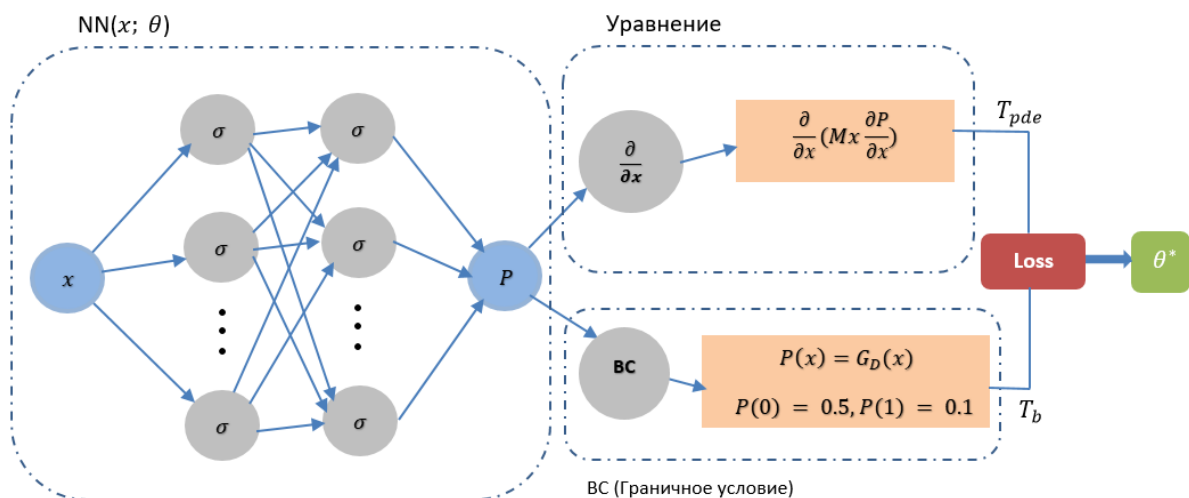 NN(x; θ)
σ
σ
σ
σ
σ
σ
x
P
Уравнение
∂/∂x
∂/∂x (Mx ∂P/∂x)
T_pde
BC
P(x) = G_D(x)
P(0) = 0.5, P(1) = 0.1
T_b
BC (Граничное условие)
Loss
θ*